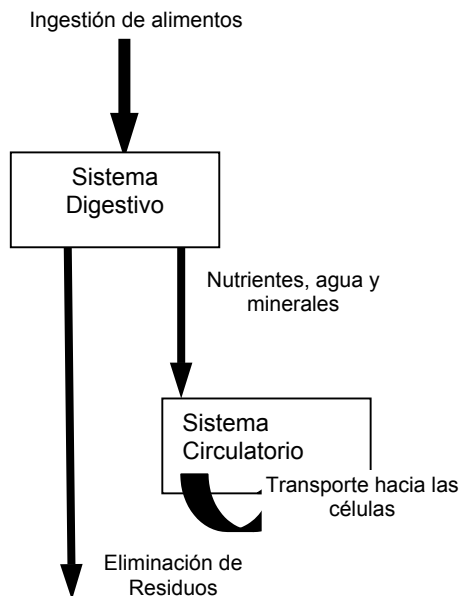 Ingestión de alimentos
Sistema
Digestivo
Nutrientes, agua y
minerales
Sistema
Circulatorio
Transporte hacia las
células
Eliminación de
Residuos